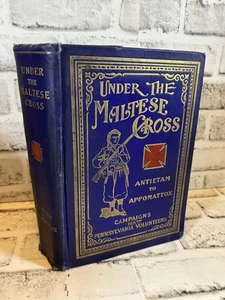 UNDER
THE
MALTESE
CROSS
UNDER THE
MALTESE
CROSS
ANTIETAM
TO
APPOMATTOX
CAMPAIGNS
PENNSYLVANIA VOLUNTEERS